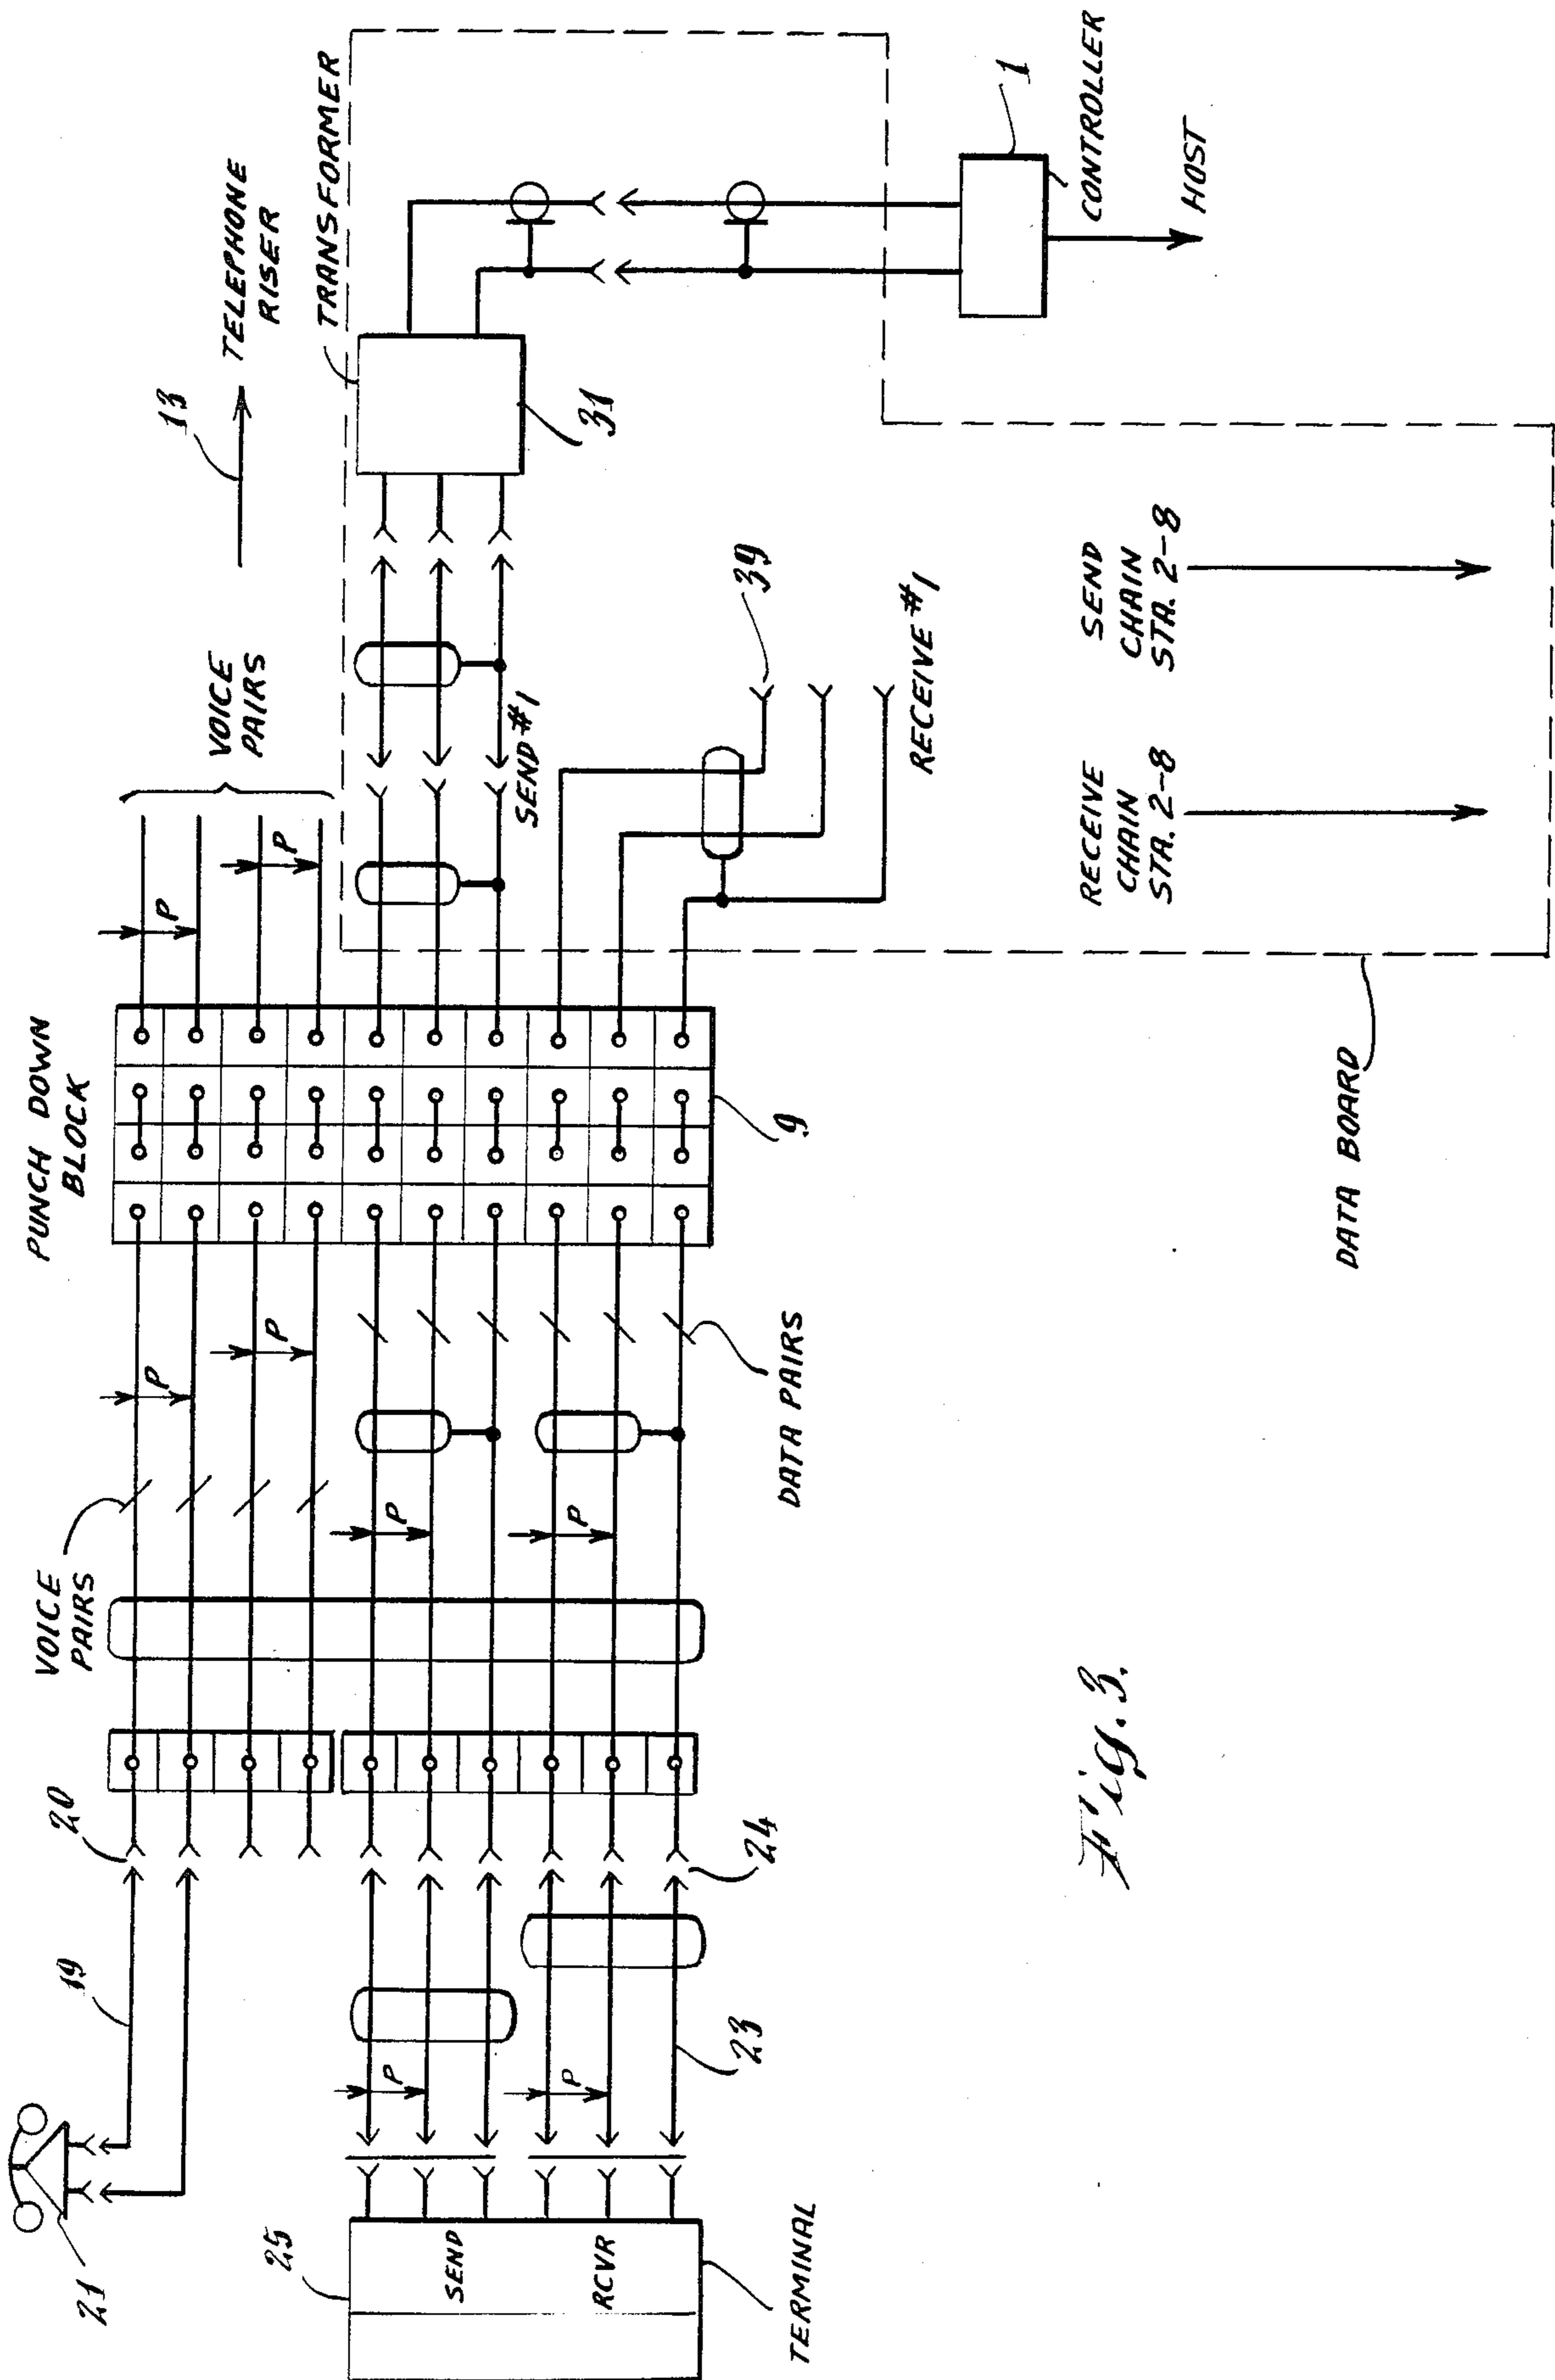 21
19
20
VOICE
PAIRS
P
P
PUNCH DOWN
BLOCK
P
P
VOICE
PAIRS
13
TELEPHONE
RISER
TRANSFORMER
25
SEND
RCVR
TERMINAL
P
P
23
24
P
P
DATA PAIRS
9
SEND #1
31
39
RECEIVE #1
1
CONTROLLER
HOST
RECEIVE
CHAIN
STA. 2-8
SEND
CHAIN
STA. 2-8
DATA BOARD
Fig. 3.